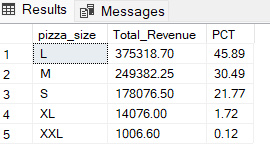 Results Messages
pizza_size Total_Revenue PCT
1 L 375318.70 45.89
2 M 249382.25 30.49
3 S 178076.50 21.77
4 XL 14076.00 1.72
5 XXL 1006.60 0.12